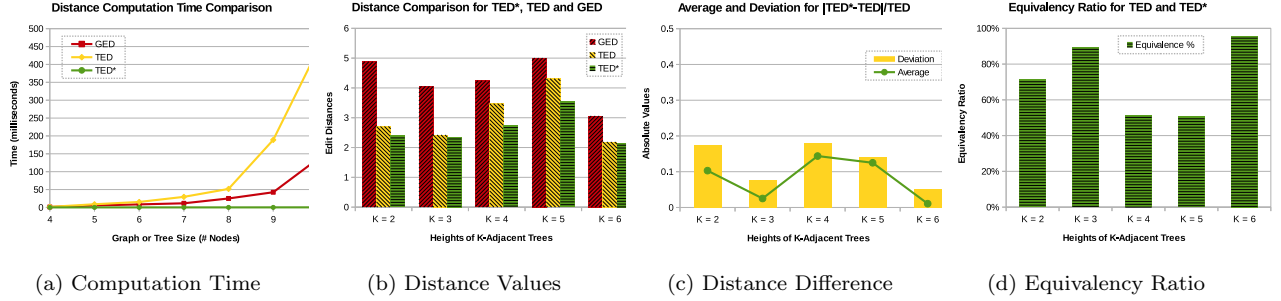 Distance Computation Time Comparison
500
450
400
350
300
250
200
150
100
50
0
GED
TED
TED*
Time (milliseconds)
4
5
6
7
8
9
Graph or Tree Size (# Nodes)
(a) Computation Time
Distance Comparison for TED*, TED and GED
6
5
4
3
2
1
0
GED
TED
TED*
Edit Distances
K = 2
K = 3
K = 4
K = 5
K = 6
Heights of K-Adjacent Trees
(b) Distance Values
Average and Deviation for |TED*-TED|/TED
0,6
0,5
0,4
0,3
0,2
0,1
0
Deviation
Average
Absolute Values
K = 2
K = 3
K = 4
K = 5
K = 6
Heights of K-Adjacent Trees
(c) Distance Difference
Equivalency Ratio for TED and TED*
100%
80%
60%
40%
20%
0%
Equivalence %
Equivalency Ratio
K = 2
K = 3
K = 4
K = 5
K = 6
Heights of K-Adjacent Trees
(d) Equivalency Ratio